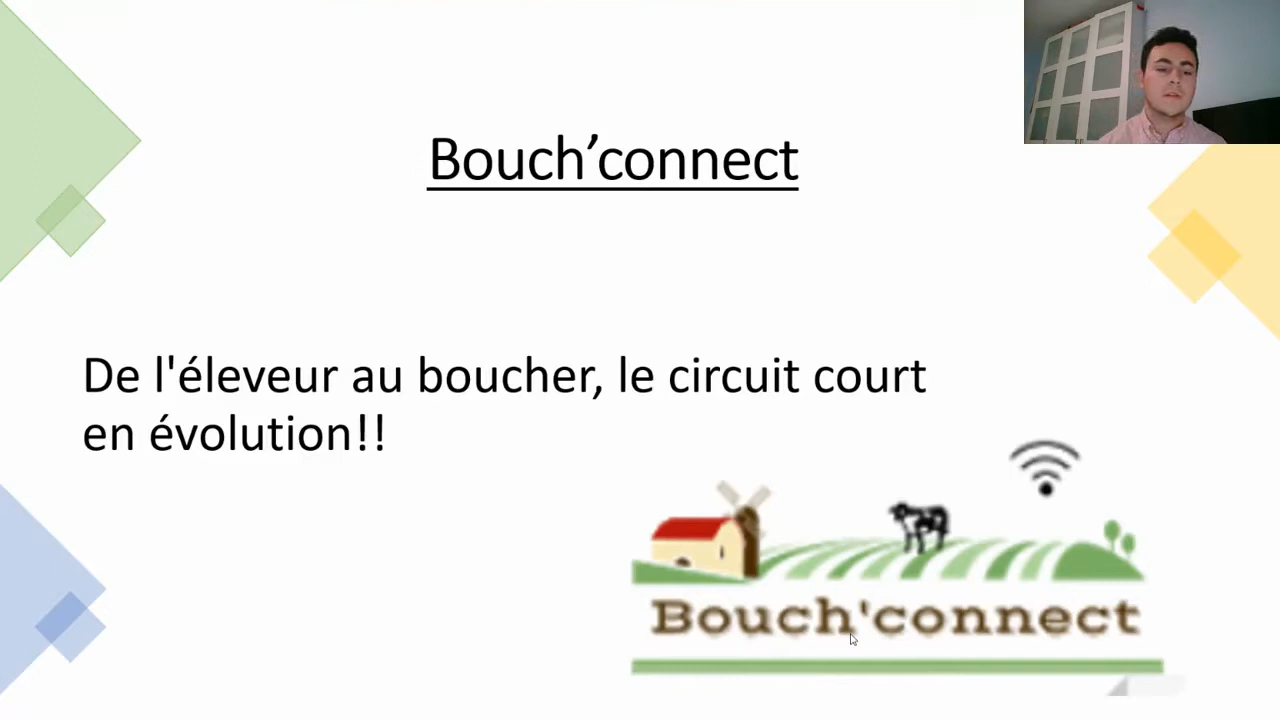 Bouch’connect
De l'éleveur au boucher, le circuit court
en évolution!!
Bouch'connect